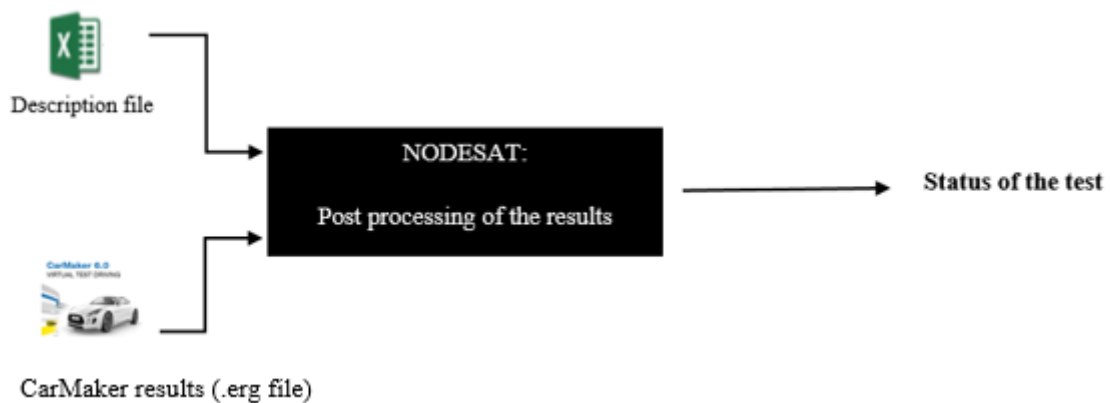 X
Description file
NODESAT:
Post processing of the results
Status of the test
CarMaker 6.0
VIRTUAL TEST DRIVING
CarMaker results (.erg file)